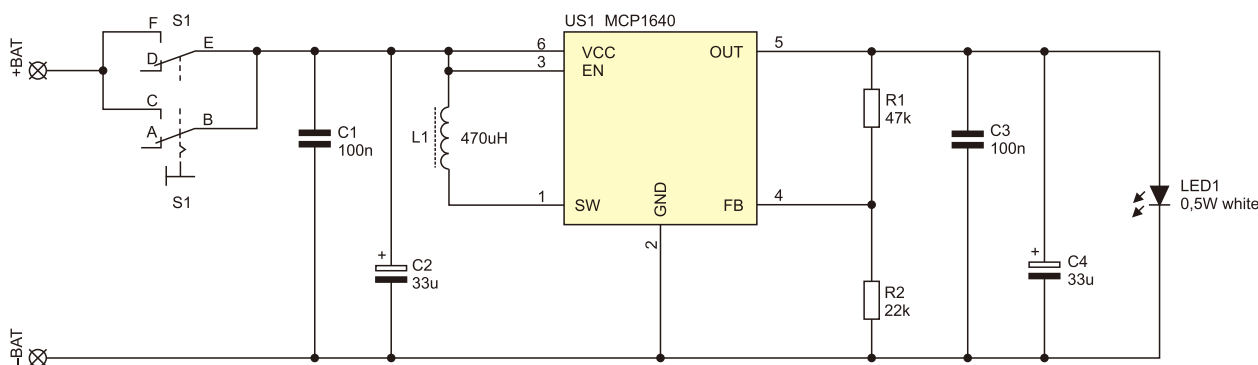 +BAT
F
S1
D
E
C
A
B
S1
C1
100n
+
C2
33u
L1
470uH
US1 MCP1640
6
VCC
3
EN
1
SW
GND
2
OUT
5
FB
4
R1
47k
R2
22k
C3
100n
+
C4
33u
LED1
0,5W white
–BAT